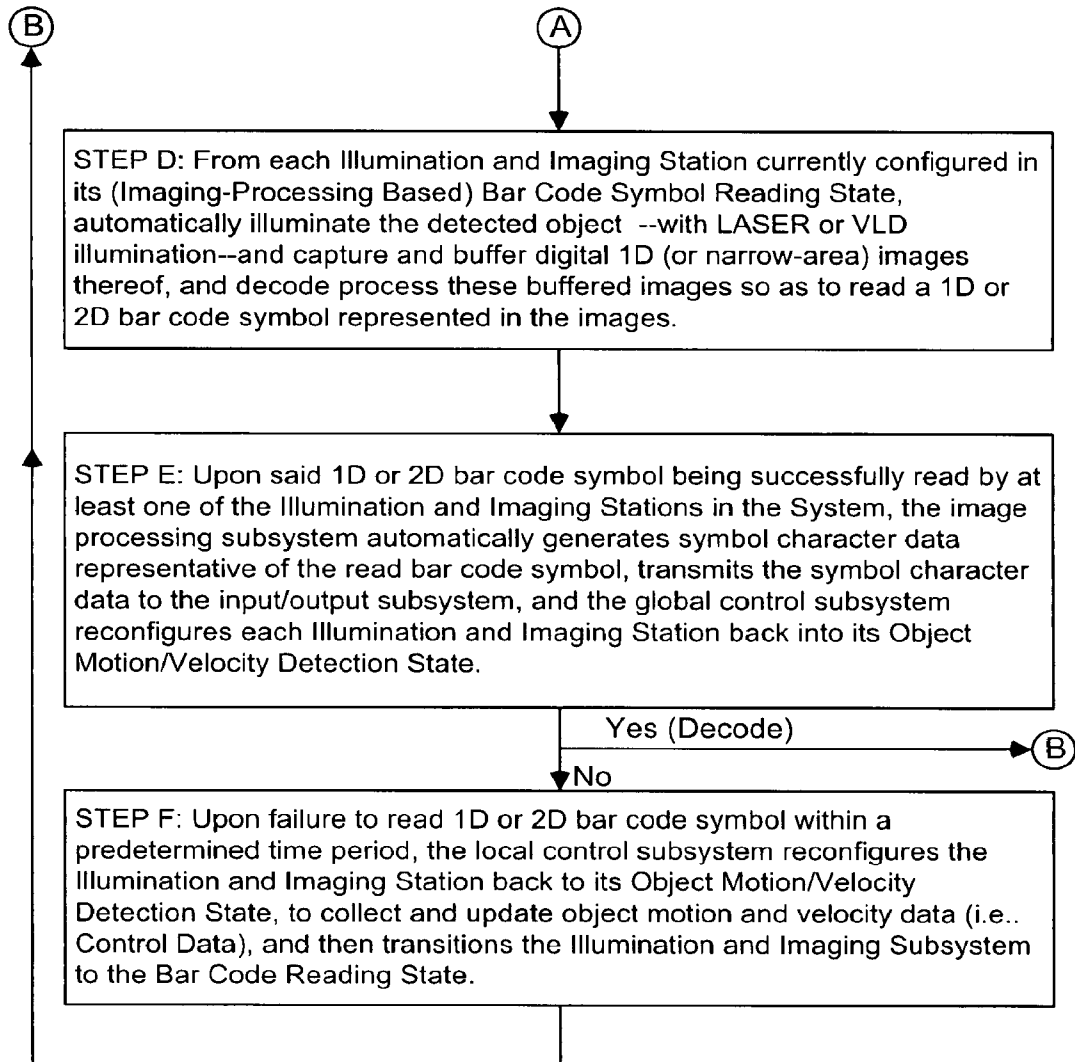 B
A
STEP D: From each Illumination and Imaging Station currently configured in
its (Imaging-Processing Based) Bar Code Symbol Reading State,
automatically illuminate the detected object --with LASER or VLD
illumination--and capture and buffer digital 1D (or narrow-area) images
thereof, and decode process these buffered images so as to read a 1D or
2D bar code symbol represented in the images.
STEP E: Upon said 1D or 2D bar code symbol being successfully read by at
least one of the Illumination and Imaging Stations in the System, the image
processing subsystem automatically generates symbol character data
representative of the read bar code symbol, transmits the symbol character
data to the input/output subsystem, and the global control subsystem
reconfigures each Illumination and Imaging Station back into its Object
Motion/Velocity Detection State.
Yes (Decode)
B
No
STEP F: Upon failure to read 1D or 2D bar code symbol within a
predetermined time period, the local control subsystem reconfigures the
Illumination and Imaging Station back to its Object Motion/Velocity
Detection State, to collect and update object motion and velocity data (i.e..
Control Data), and then transitions the Illumination and Imaging Subsystem
to the Bar Code Reading State.